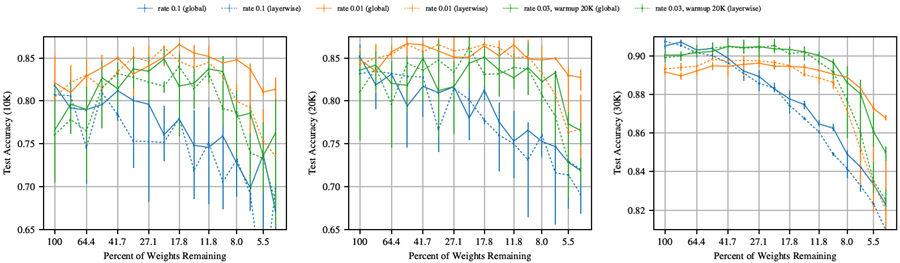 rate 0.1 (global) rate 0.1 (layerwise) rate 0.01 (global) rate 0.01 (layerwise) rate 0.03, warmup 20K (global) rate 0.03, warmup 20K (layerwise)
Test Accuracy (10K)
0.85
0.80
0.75
0.70
0.65
100 64.4 41.7 27.1 17.8 11.8 8.0 5.5
Percent of Weights Remaining
Test Accuracy (20K)
0.85
0.80
0.75
0.70
0.65
100 64.4 41.7 27.1 17.8 11.8 8.0 5.5
Percent of Weights Remaining
Test Accuracy (30K)
0.90
0.88
0.86
0.84
0.82
100 64.4 41.7 27.1 17.8 11.8 8.0 5.5
Percent of Weights Remaining